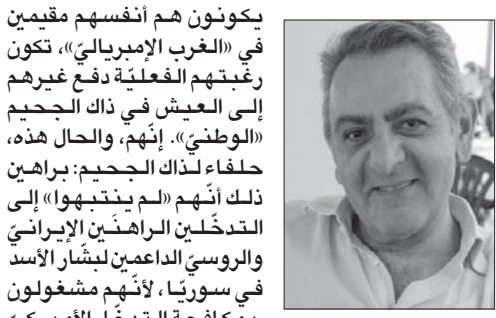 يكونون هم أنفسهم مقيمين
في «الغرب الإمبرياليّ»، تكون
رغبتهم الفعليّة دفع غيرهم
إلى العيش في ذاك الجحيم
«الوطنيّ». إنّهم، والحال هذه،
حلفاء لذاك الجحيم: براهين
ذلك أنّهم «لم ينتبهوا» إلى
التدخّلين الراهنَين الإيرانيّ
والروسيّ الداعمين لبشّار الأسد
في سوريّا، لأنّهم مشغولون